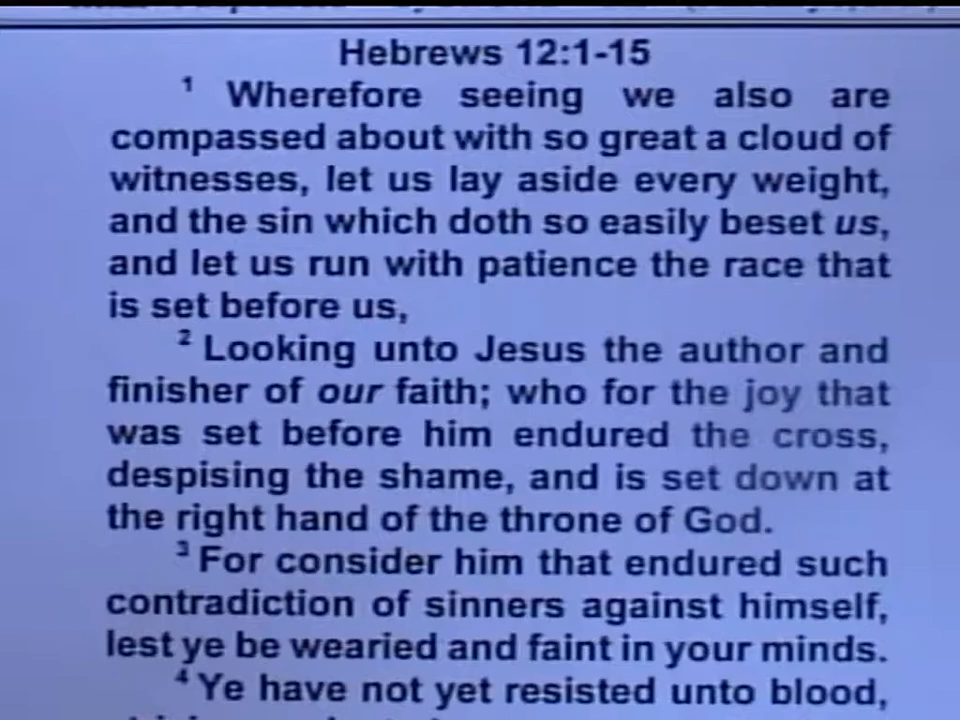 Hebrews 12:1-15
1 Wherefore seeing we also are
compassed about with so great a cloud of
witnesses, let us lay aside every weight,
and the sin which doth so easily beset us,
and let us run with patience the race that
is set before us,
2 Looking unto Jesus the author and
finisher of our faith; who for the joy that
was set before him endured the cross,
despising the shame, and is set down at
the right hand of the throne of God.
3 For consider him that endured such
contradiction of sinners against himself,
lest ye be wearied and faint in your minds.
4 Ye have not yet resisted unto blood,